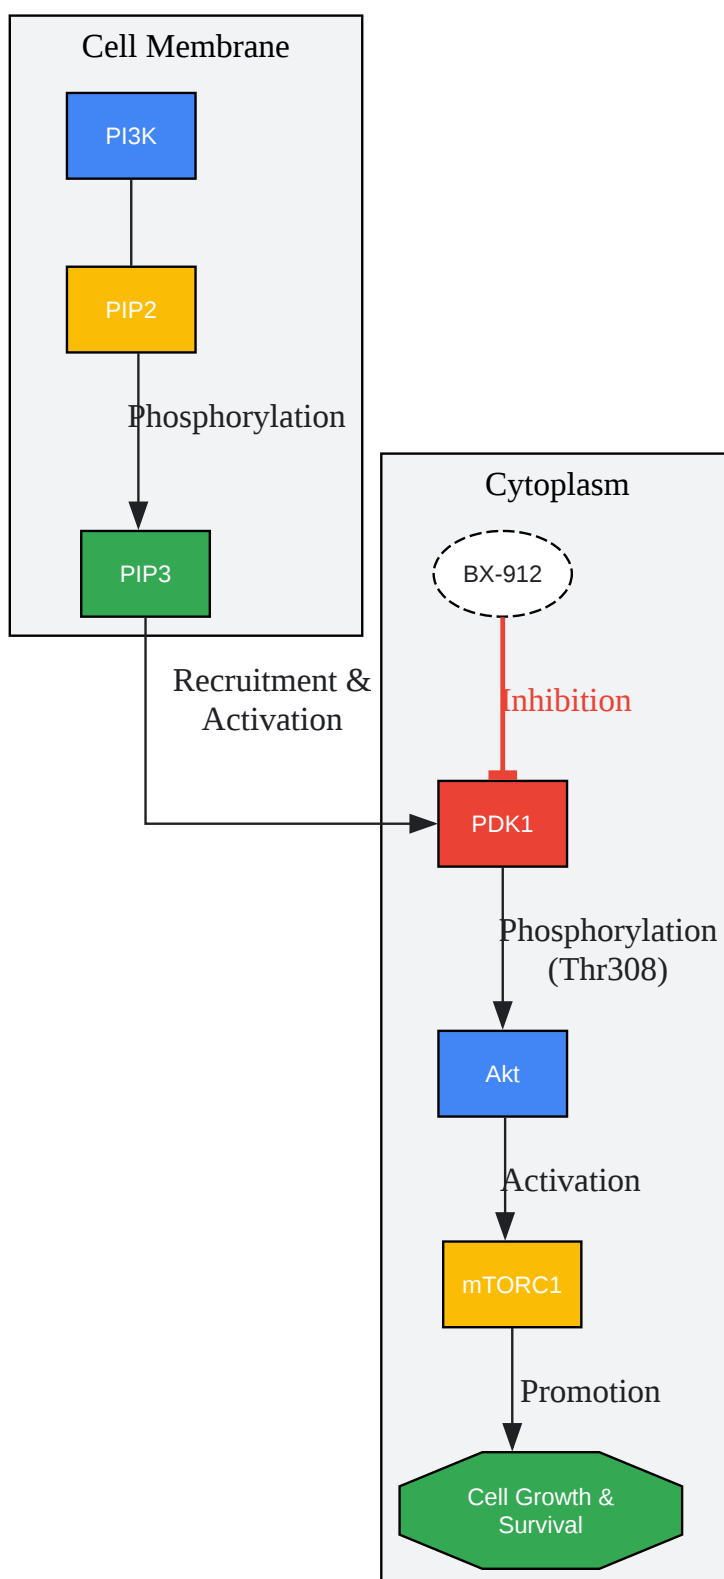 Cell Membrane
PI3K
PIP2
Phosphorylation
PIP3
Recruitment &
Activation
Cytoplasm
BX-912
Inhibition
PDK1
Phosphorylation
(Thr308)
Akt
Activation
mTORC1
Promotion
Cell Growth &
Survival